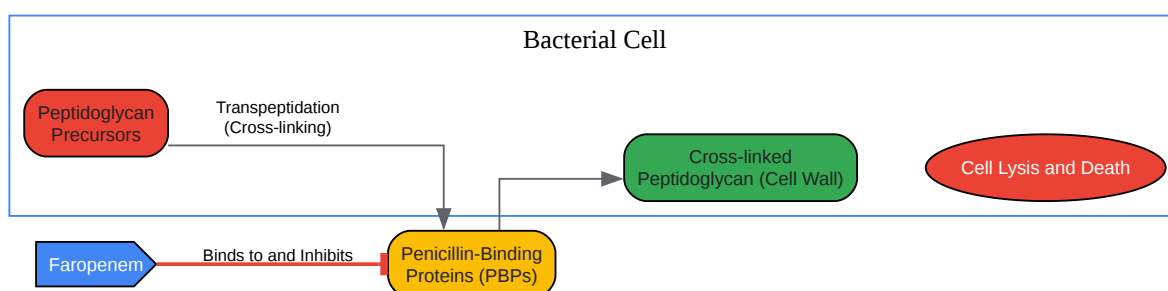 Bacterial Cell
Peptidoglycan
Precursors
Transpeptidation
(Cross-linking)
Cross-linked
Peptidoglycan (Cell Wall)
Cell Lysis and Death
Faropenem
Binds to and Inhibits
Penicillin-Binding
Proteins (PBPs)